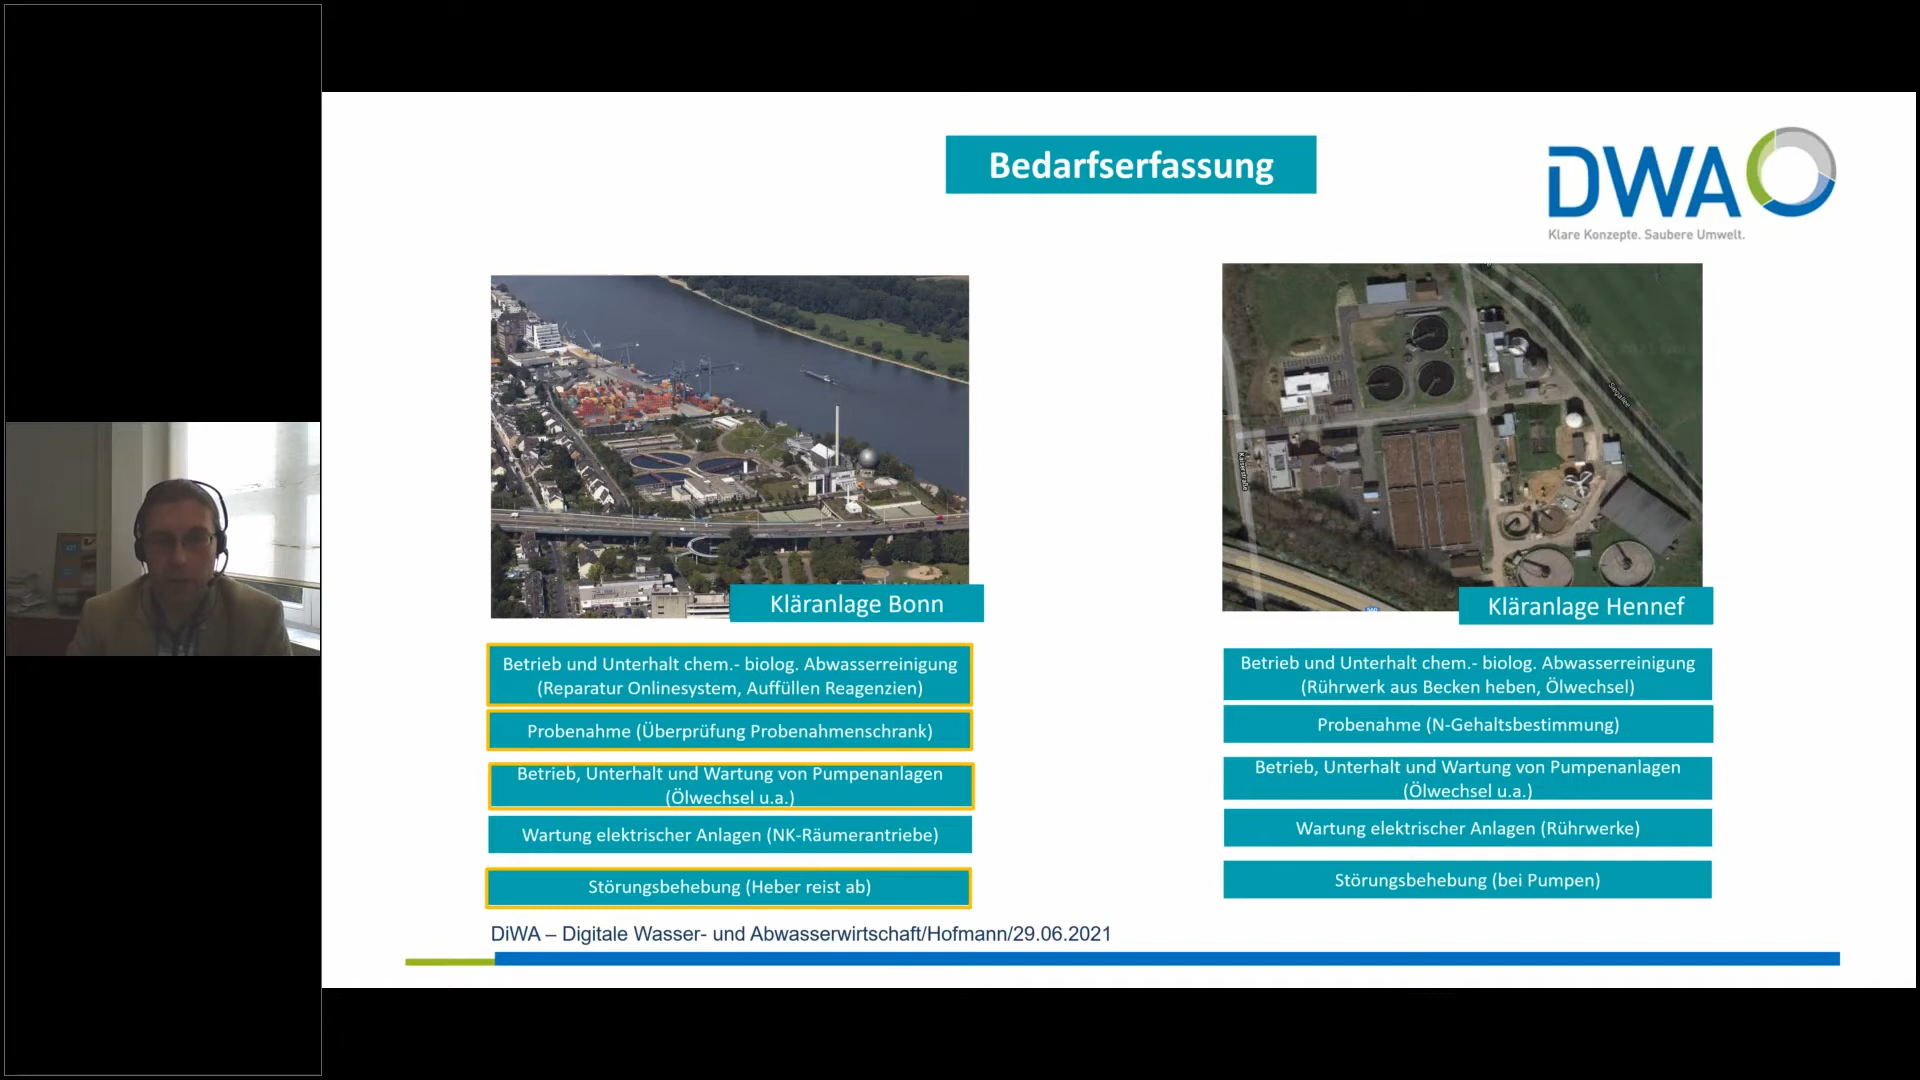 Bedarfserfassung
DWA
Klare Konzepte. Saubere Umwelt.
Kläranlage Bonn
Betrieb und Unterhalt chem.- biolog. Abwasserreinigung
(Reparatur Onlinesystem, Auffüllen Reagenzien)
Probenahme (Überprüfung Probenahmenschrank)
Betrieb, Unterhalt und Wartung von Pumpenanlagen
(Ölwechsel u.a.)
Wartung elektrischer Anlagen (NK-Räumerantriebe)
Störungsbehebung (Heber reist ab)
Kläranlage Hennef
Betrieb und Unterhalt chem.- biolog. Abwasserreinigung
(Rührwerk aus Becken heben, Ölwechsel)
Probenahme (N-Gehaltsbestimmung)
Betrieb, Unterhalt und Wartung von Pumpenanlagen
(Ölwechsel u.a.)
Wartung elektrischer Anlagen (Rührwerke)
Störungsbehebung (bei Pumpen)
DiWA – Digitale Wasser- und Abwasserwirtschaft/Hofmann/29.06.2021